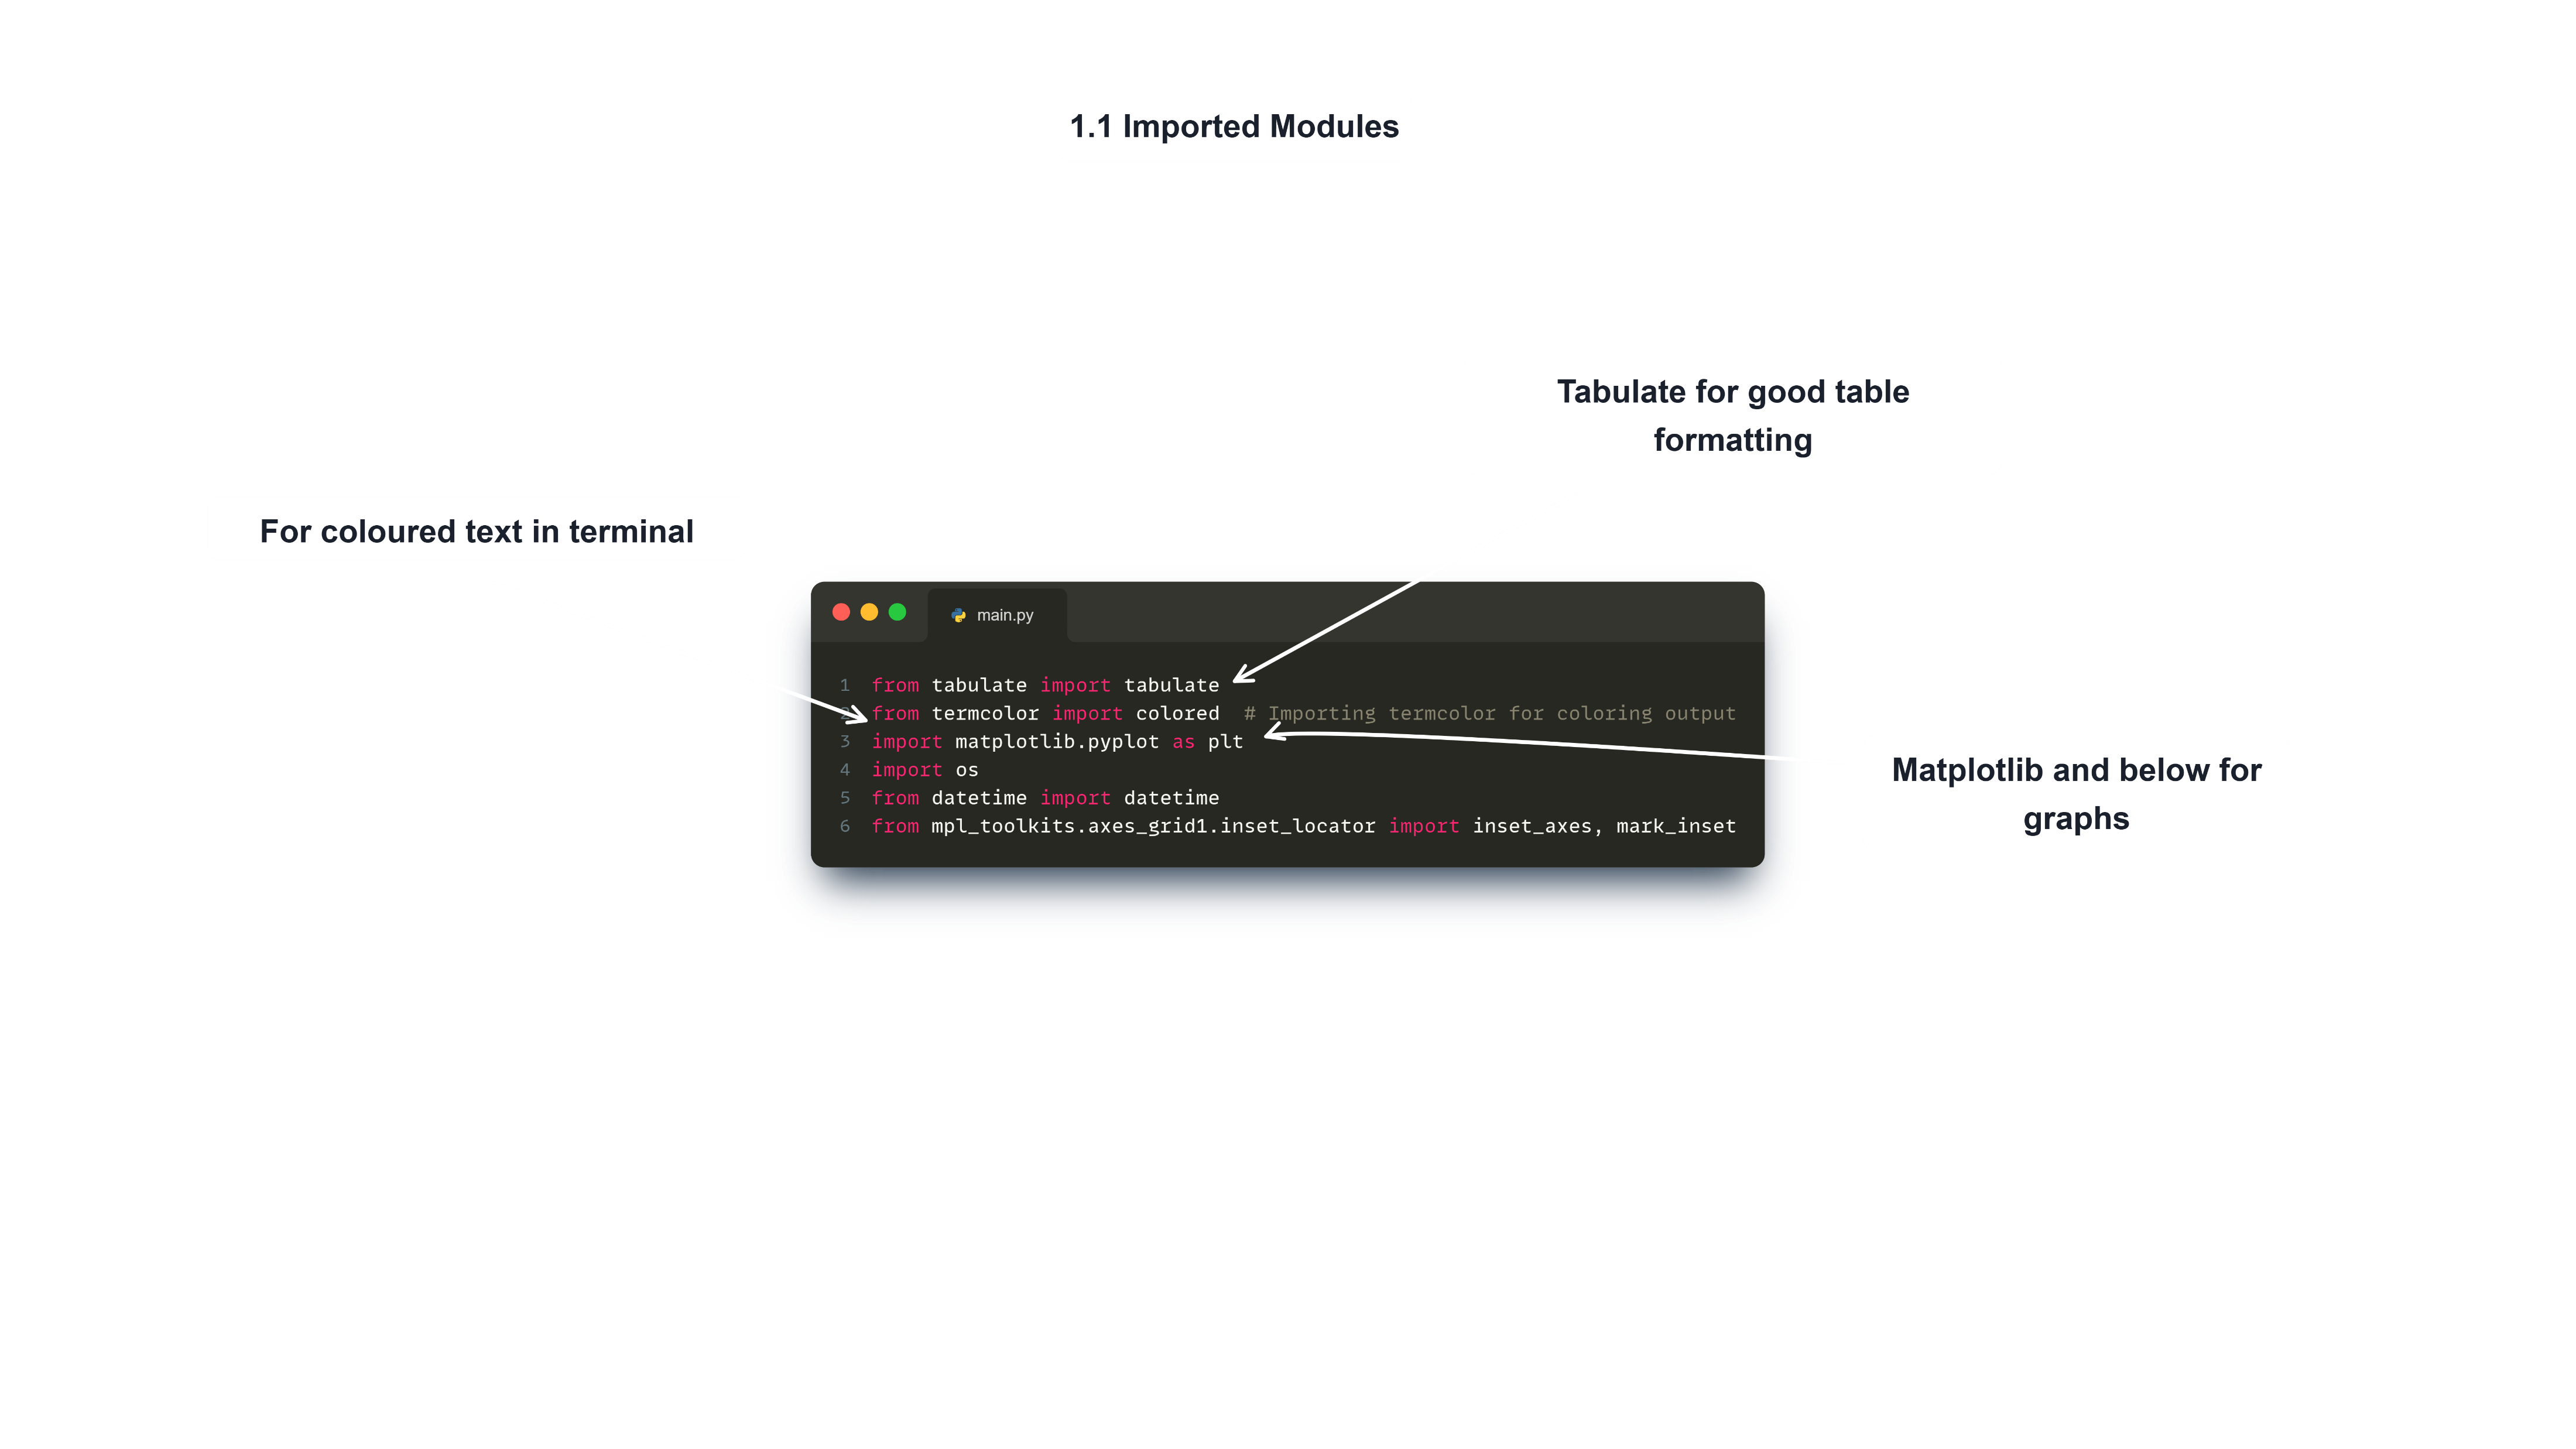 1.1 Imported Modules
Tabulate for good table
formatting
For coloured text in terminal
main.py
1 from tabulate import tabulate
2 from termcolor import colored  # Importing termcolor for coloring output
3 import matplotlib.pyplot as plt
4 import os
5 from datetime import datetime
6 from mpl_toolkits.axes_grid1.inset_locator import inset_axes, mark_inset
Matplotlib and below for
graphs